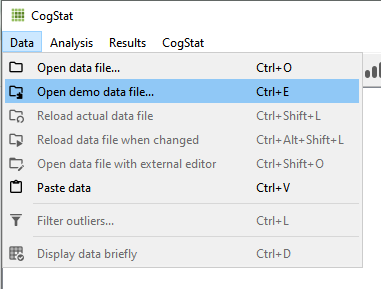 CogStat
Data Analysis Results CogStat
Open data file... Ctrl+O
Open demo data file... Ctrl+E
Reload actual data file Ctrl+Shift+L
Reload data file when changed Ctrl+Alt+Shift+L
Open data file with external editor Ctrl+Shift+O
Paste data Ctrl+V
Filter outliers... Ctrl+L
Display data briefly Ctrl+D